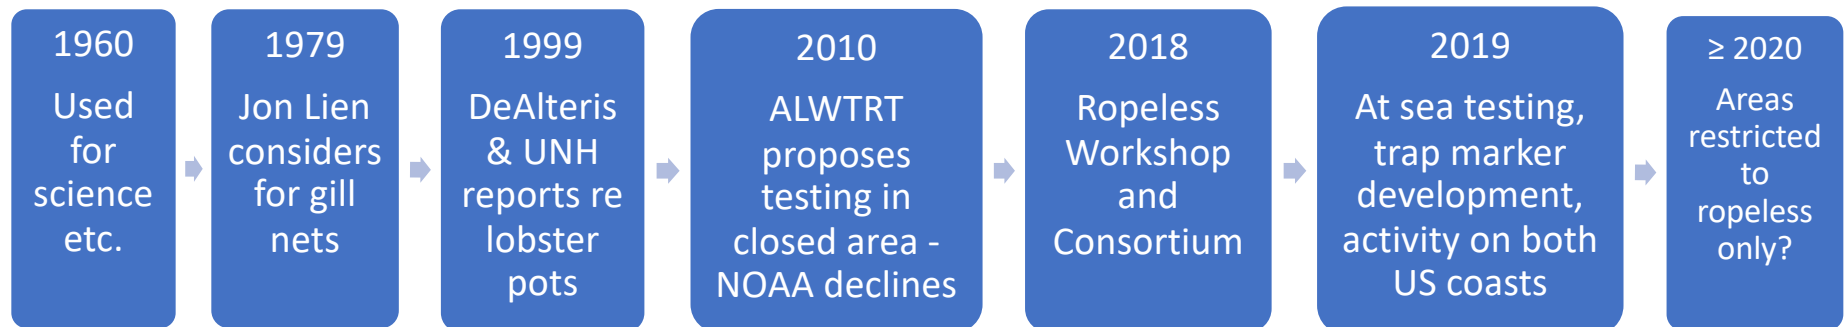 1960
Used
for
science
etc.
1979
Jon Lien
considers
for gill
nets
1999
DeAlteris
& UNH
reports re
lobster
pots
2010
ALWTRT
proposes
testing in
closed area -
NOAA declines
2018
Ropeless
Workshop
and
Consortium
2019
At sea testing,
trap marker
development,
activity on both
US coasts
≥ 2020
Areas
restricted
to
ropeless
only?